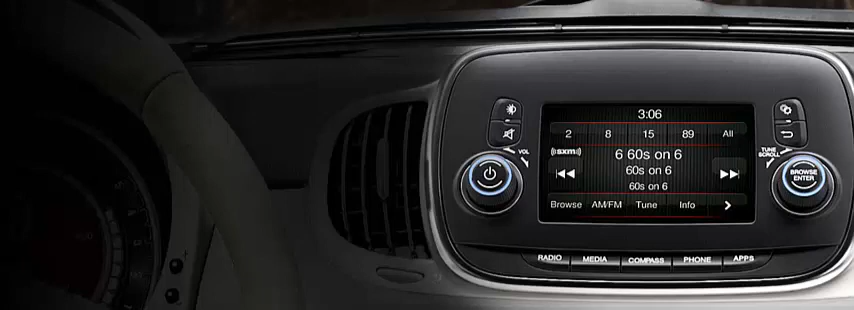 3:06
2 8 15 89 All
((sxm))
6 60s on 6
60s on 6
60s on 6
Browse AM/FM Tune Info >
VOL
TUNE
SCROLL
BROWSE
ENTER
RADIO MEDIA COMPASS PHONE APPS